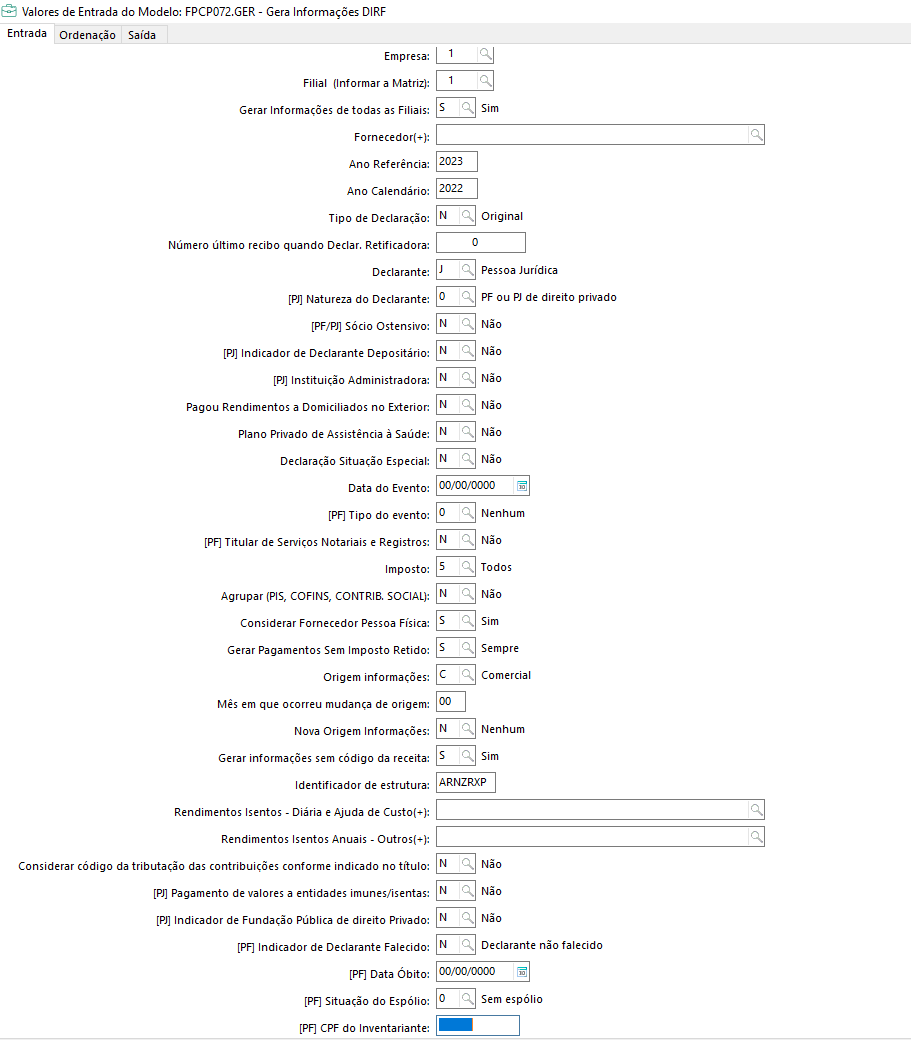 Valores de Entrada do Modelo: FPCP072.GER - Gera Informações DIRF
Entrada Ordenação Saída
Empresa: 1
Filial (Informar a Matriz): 1
Gerar Informações de todas as Filiais: S Sim
Fornecedor(+):
Ano Referência: 2023
Ano Calendário: 2022
Tipo de Declaração: N Original
Número último recibo quando Declar. Retificadora: 0
Declarante: J Pessoa Jurídica
[PJ] Natureza do Declarante: 0 PF ou PJ de direito privado
[PF/PJ] Sócio Ostensivo: N Não
[PJ] Indicador de Declarante Depositário: N Não
[PJ] Instituição Administradora: N Não
Pagou Rendimentos a Domiciliados no Exterior: N Não
Plano Privado de Assistência à Saúde: N Não
Declaração Situação Especial: N Não
Data do Evento: 00/00/0000
[PF] Tipo do evento: 0 Nenhum
[PF] Titular de Serviços Notariais e Registros: N Não
Imposto: 5 Todos
Agrupar (PIS, COFINS, CONTRIB. SOCIAL): N Não
Considerar Fornecedor Pessoa Física: S Sim
Gerar Pagamentos Sem Imposto Retido: S Sempre
Origem informações: C Comercial
Mês em que ocorreu mudança de origem: 00
Nova Origem Informações: N Nenhum
Gerar informações sem código da receita: S Sim
Identificador de estrutura: ARNZRXP
Rendimentos Isentos - Diária e Ajuda de Custo(+):
Rendimentos Isentos Anuais - Outros(+):
Considerar código da tributação das contribuições conforme indicado no título: N Não
[PJ] Pagamento de valores a entidades imunes/isentas: N Não
[PJ] Indicador de Fundação Pública de direito Privado: N Não
[PF] Indicador de Declarante Falecido: N Declarante não falecido
[PF] Data Óbito: 00/00/0000
[PF] Situação do Espólio: 0 Sem espólio
[PF] CPF do Inventariante: